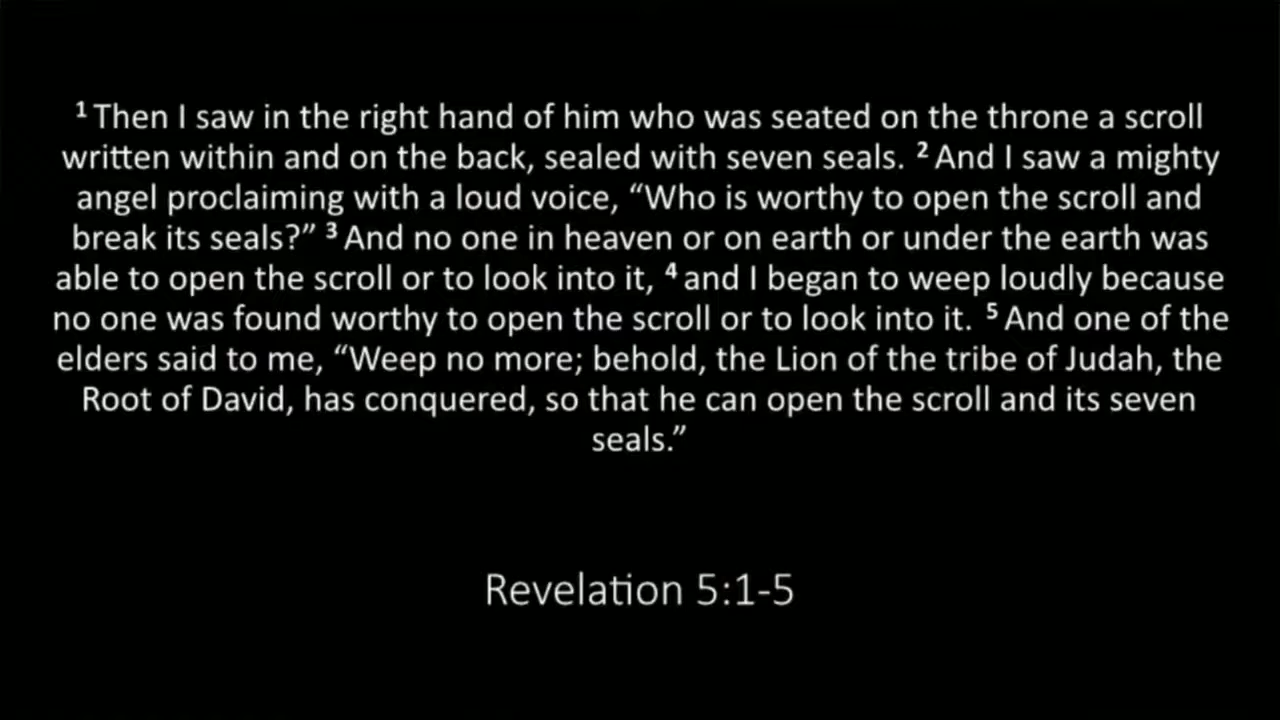 ¹ Then I saw in the right hand of him who was seated on the throne a scroll
written within and on the back, sealed with seven seals. ² And I saw a mighty
angel proclaiming with a loud voice, “Who is worthy to open the scroll and
break its seals?” ³ And no one in heaven or on earth or under the earth was
able to open the scroll or to look into it, ⁴ and I began to weep loudly because
no one was found worthy to open the scroll or to look into it. ⁵ And one of the
elders said to me, “Weep no more; behold, the Lion of the tribe of Judah, the
Root of David, has conquered, so that he can open the scroll and its seven
seals.”
Revelation 5:1-5